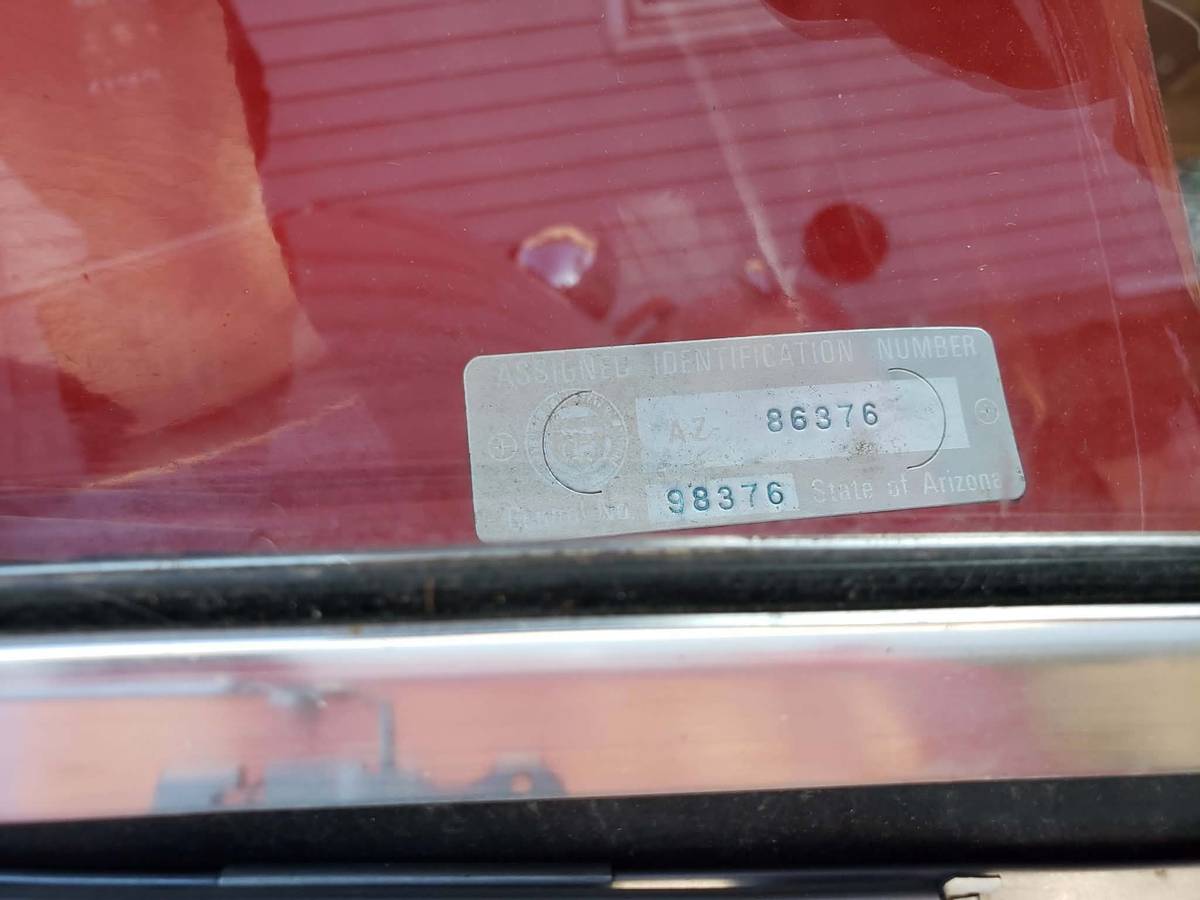 ASSIGNED IDENTIFICATION NUMBER
AZ- 86376
Control No. 98376 State of Arizona